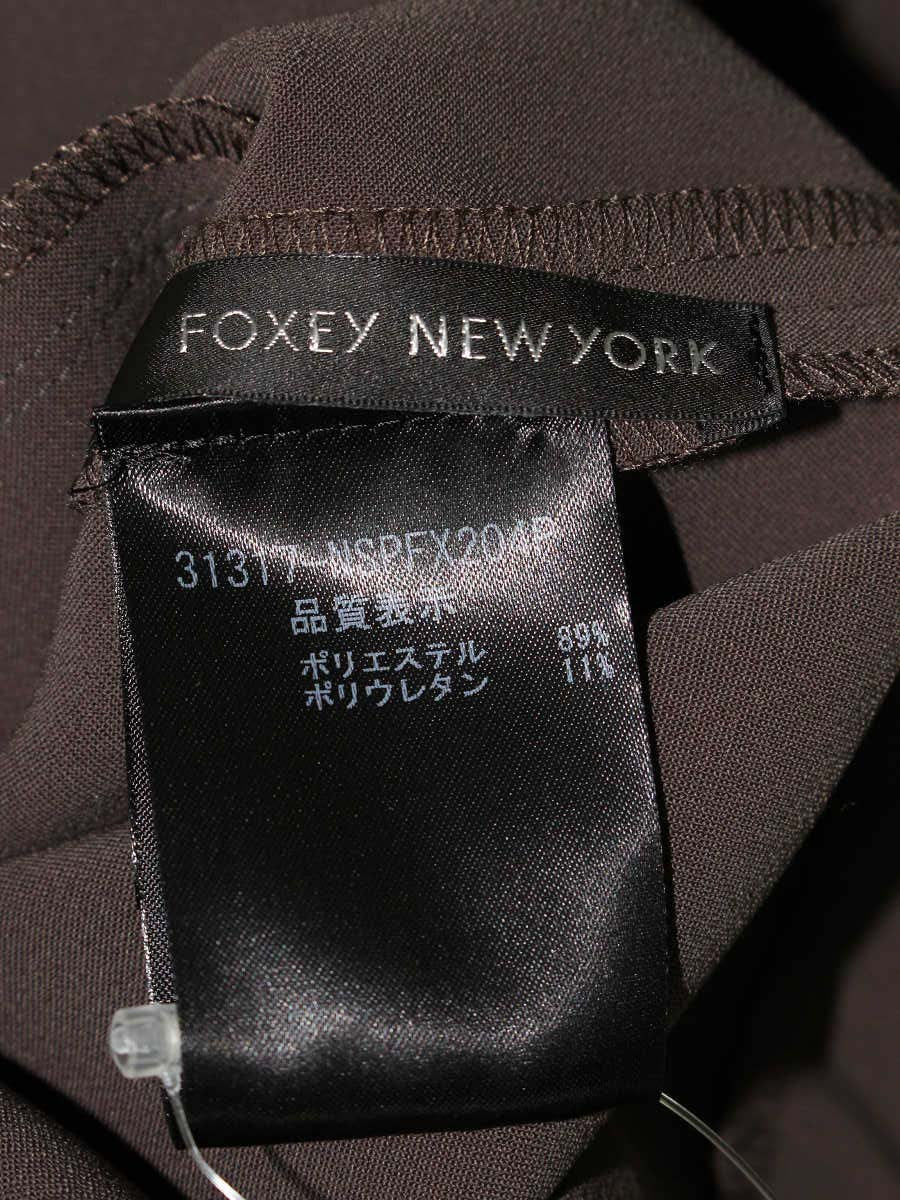 FOXEY NEW YORK
31317-NSPFX204P
品質表示
ポリエステル 89%
ポリウレタン 11%